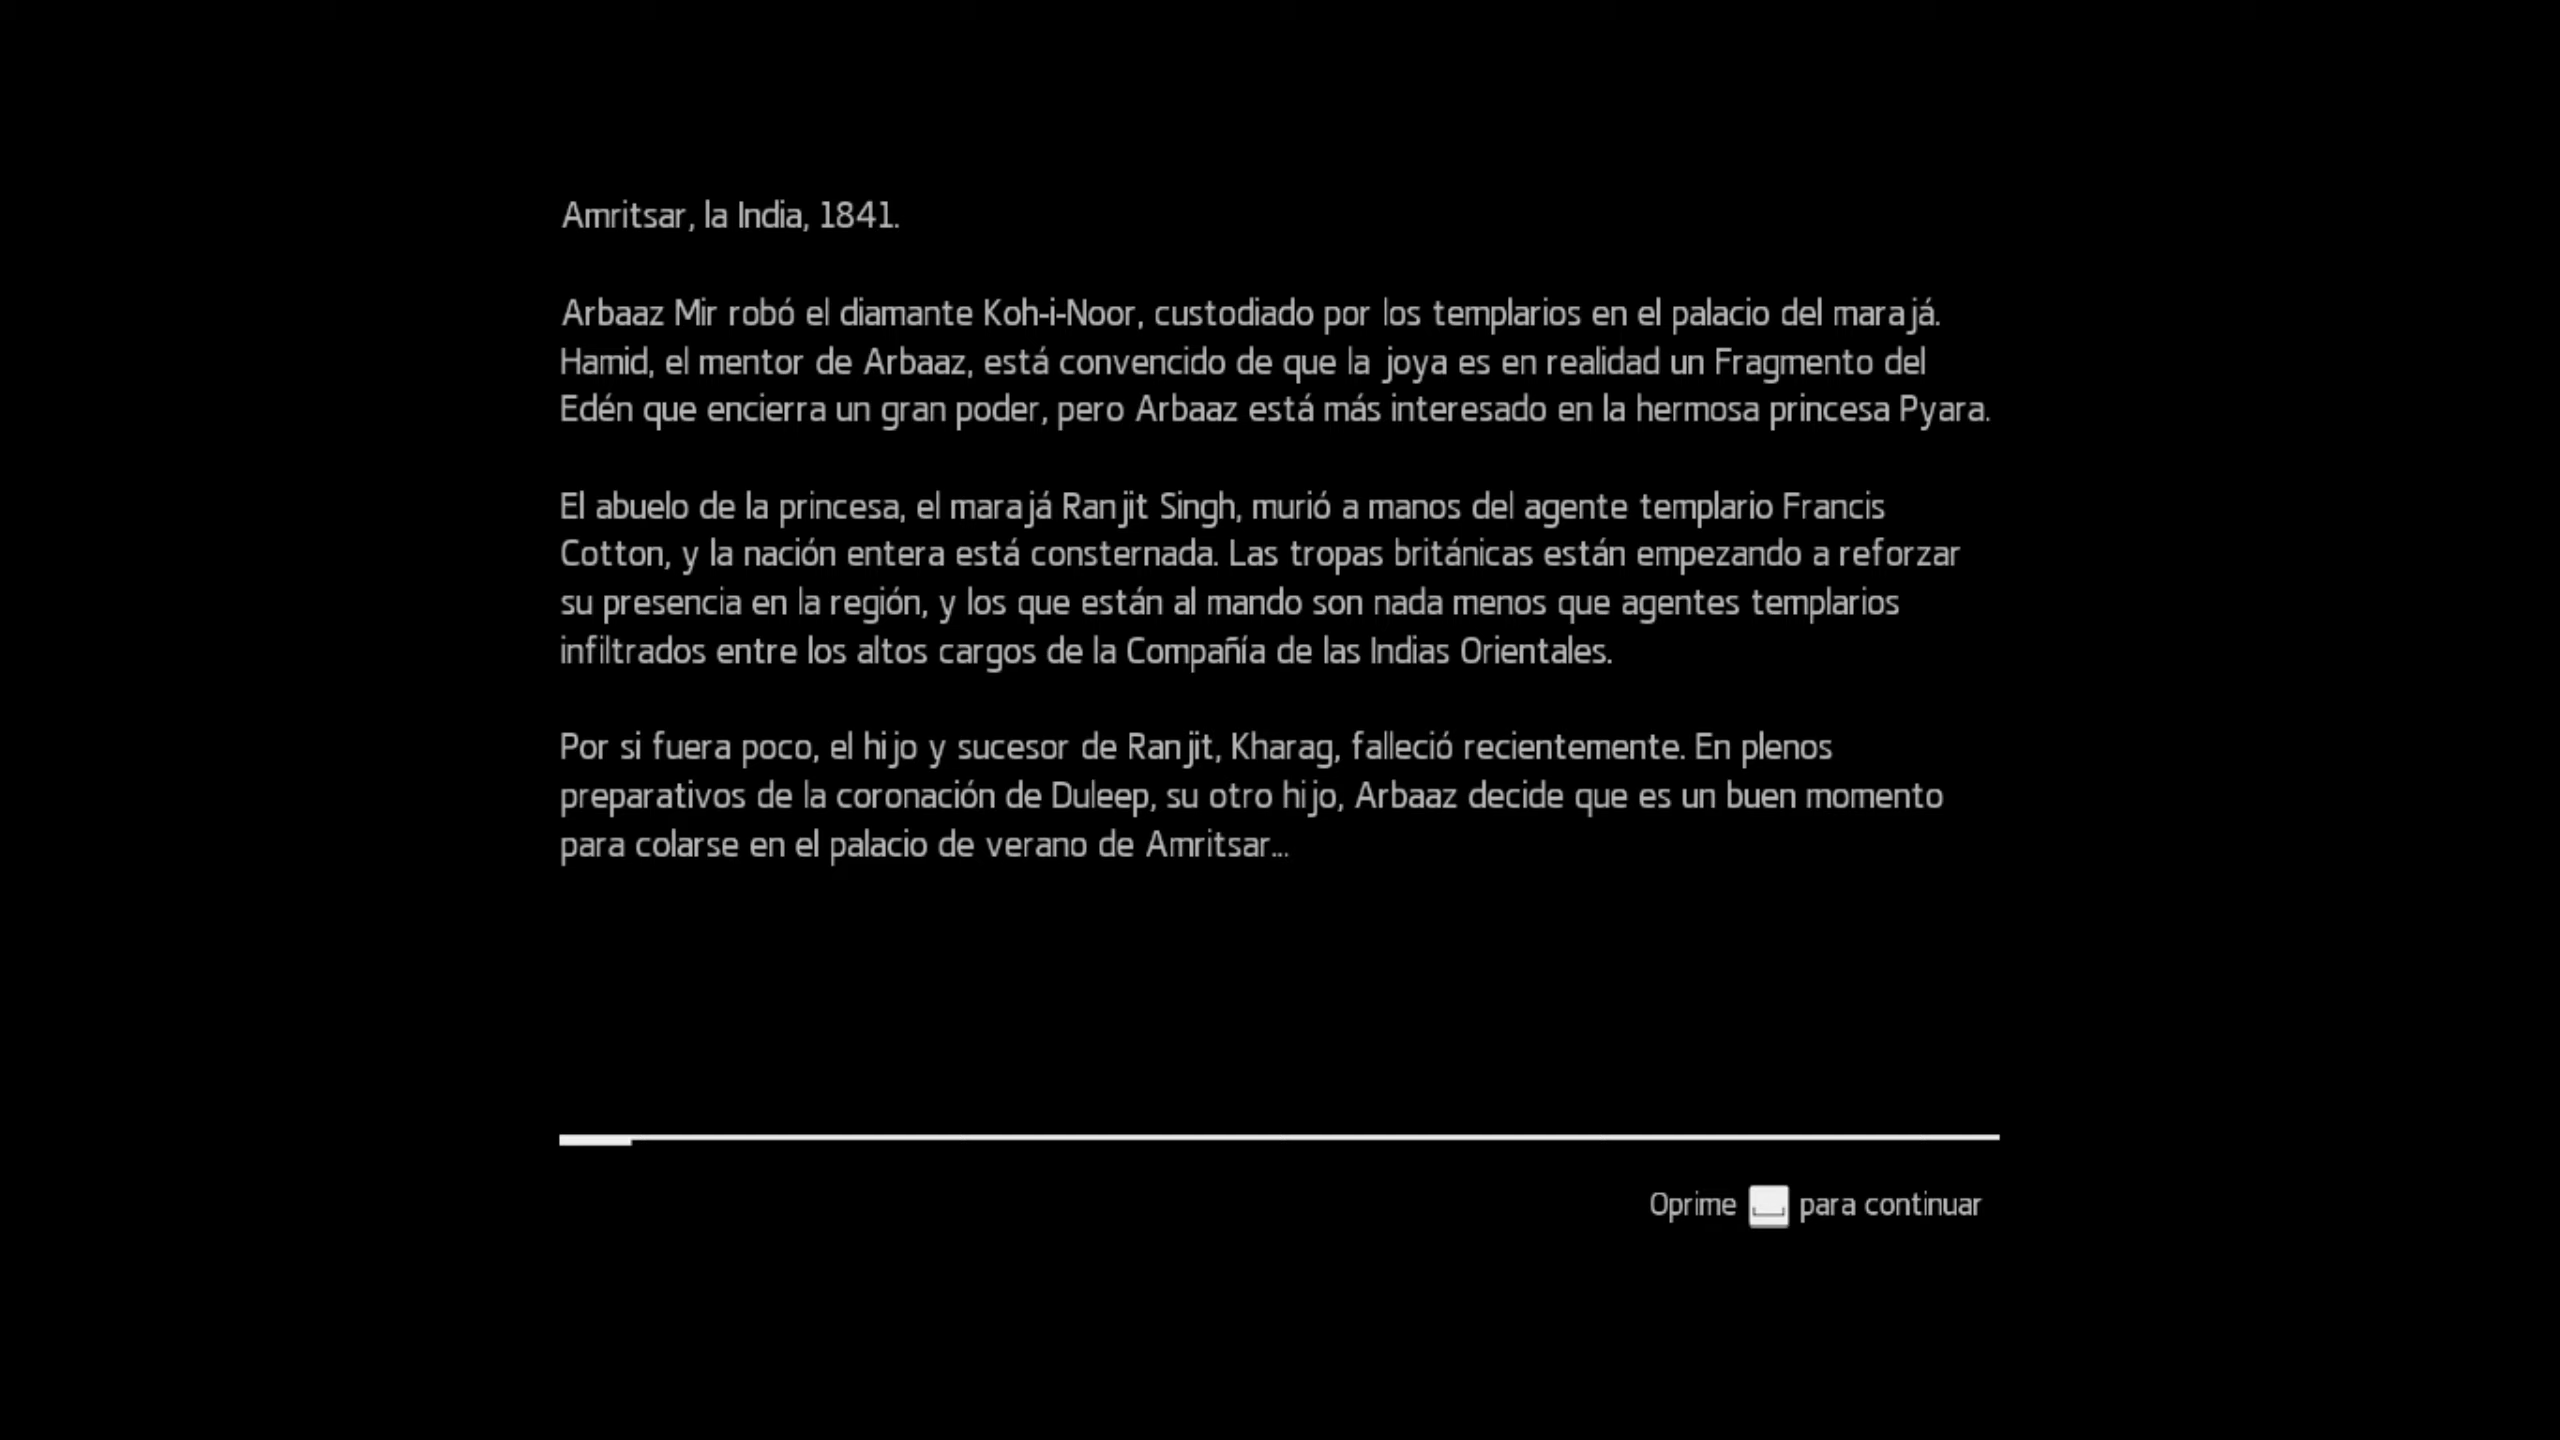 Amritsar, la India, 1841.
Arbaaz Mir robó el diamante Koh-i-Noor, custodiado por los templarios en el palacio del marajá.
Hamid, el mentor de Arbaaz, está convencido de que la joya es en realidad un Fragmento del
Edén que encierra un gran poder, pero Arbaaz está más interesado en la hermosa princesa Pyara.
El abuelo de la princesa, el marajá Ranjit Singh, murió a manos del agente templario Francis
Cotton, y la nación entera está consternada. Las tropas británicas están empezando a reforzar
su presencia en la región, y los que están al mando son nada menos que agentes templarios
infiltrados entre los altos cargos de la Compañía de las Indias Orientales.
Por si fuera poco, el hijo y sucesor de Ranjit, Kharag, falleció recientemente. En plenos
preparativos de la coronación de Duleep, su otro hijo, Arbaaz decide que es un buen momento
para colarse en el palacio de verano de Amritsar...
Oprime para continuar